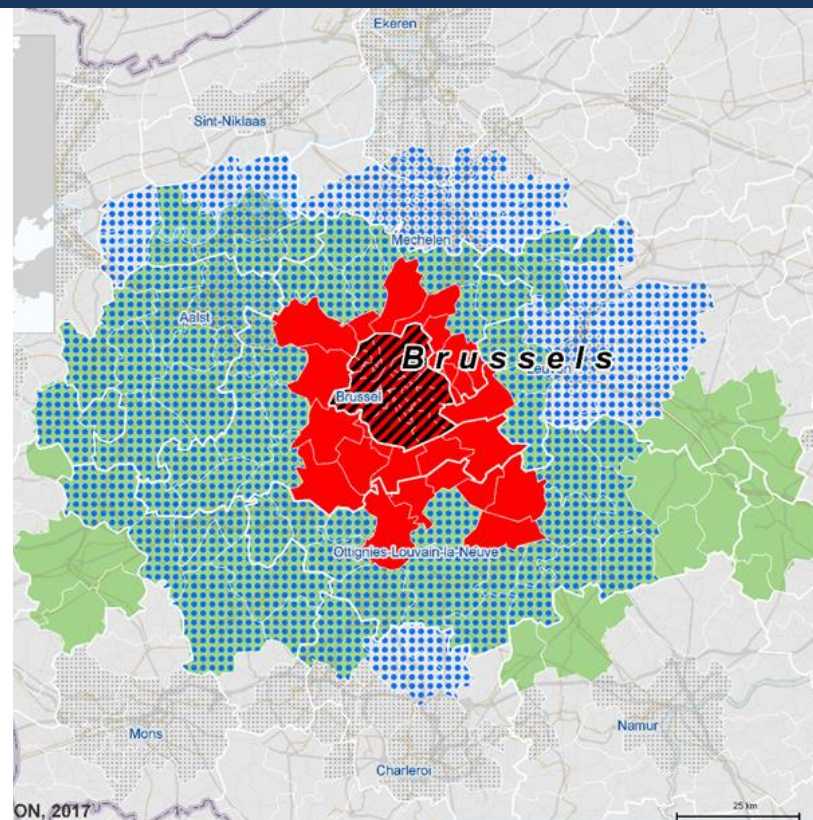 Ekeren
Sint-Niklaas
Mechelen
Aalst
Brussels
Leuven
Brussel
Ottignies-Louvain-la-Neuve
Mons
Namur
Charleroi
ON, 2017
25 km